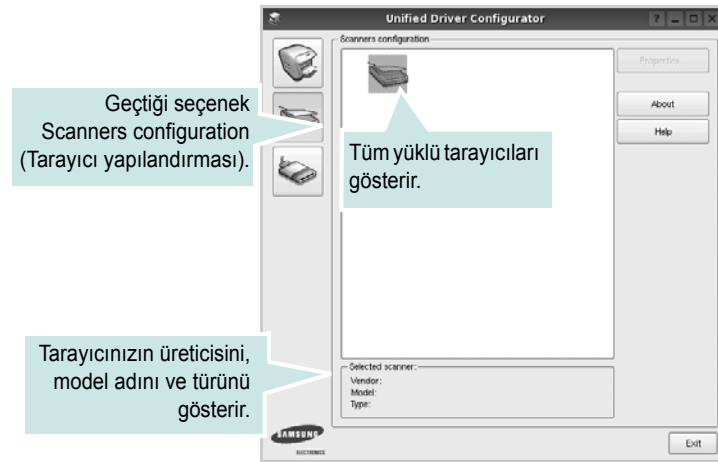 Unified Driver Configurator
Scanners configuration
Properties...
About
Help
Geçtiği seçenek
Scanners configuration
(Tarayıcı yapılandırması).
Tüm yüklü tarayıcıları
gösterir.
Tarayıcınızın üreticisini,
model adını ve türünü
gösterir.
Selected scanner:
Vendor:
Model:
Type:
SAMSUNG
ELECTRONICS
Exit